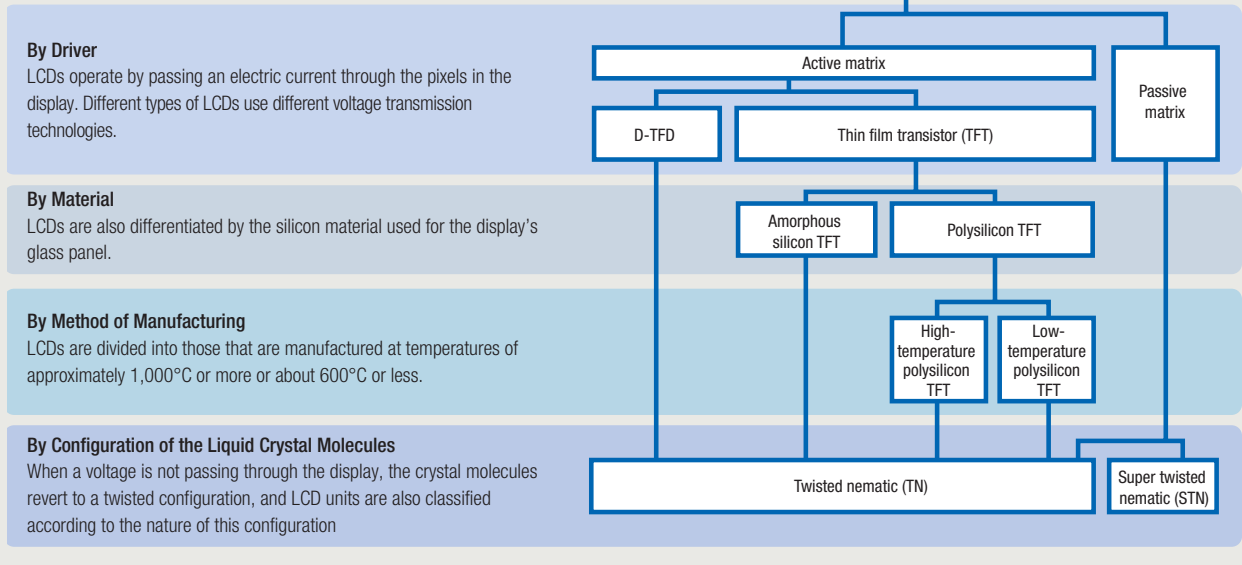 By Driver
LCDs operate by passing an electric current through the pixels in the
display. Different types of LCDs use different voltage transmission
technologies.
Active matrix
Passive
matrix
D-TFD
Thin film transistor (TFT)
By Material
LCDs are also differentiated by the silicon material used for the display's
glass panel.
Amorphous
silicon TFT
Polysilicon TFT
By Method of Manufacturing
LCDs are divided into those that are manufactured at temperatures of
approximately 1,000°C or more or about 600°C or less.
High-
temperature
polysilicon
TFT
Low-
temperature
polysilicon
TFT
By Configuration of the Liquid Crystal Molecules
When a voltage is not passing through the display, the crystal molecules
revert to a twisted configuration, and LCD units are also classified
according to the nature of this configuration
Twisted nematic (TN)
Super twisted
nematic (STN)